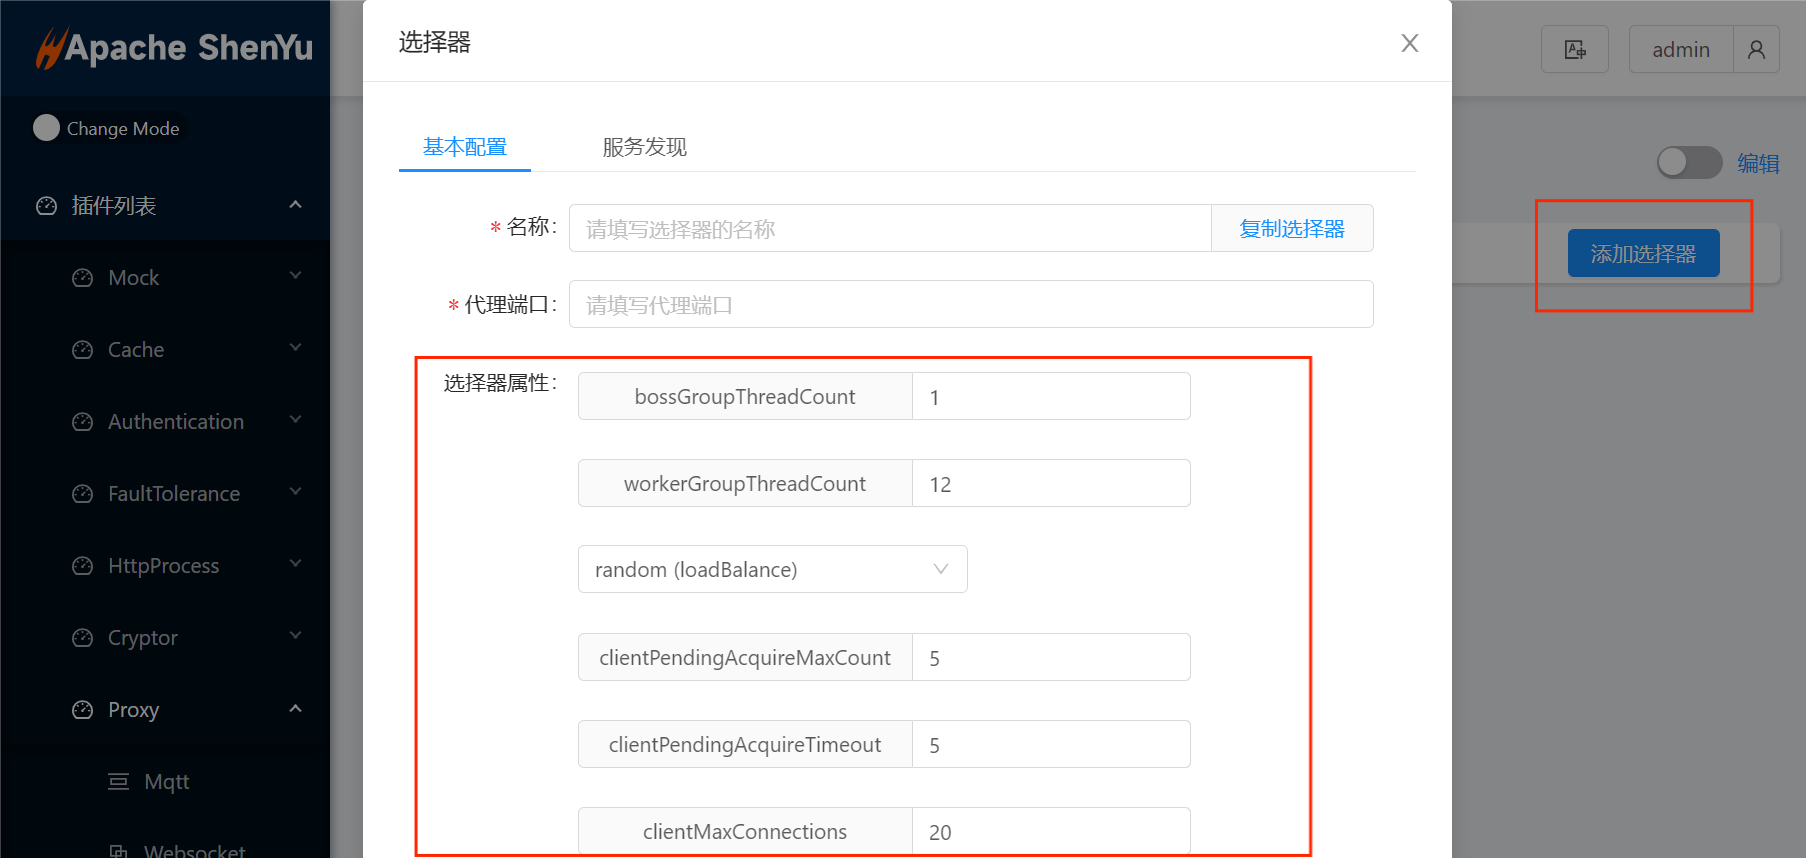 Apache ShenYu
Change Mode
插件列表
Mock
Cache
Authentication
FaultTolerance
HttpProcess
Cryptor
Proxy
Mqtt
Websocket
选择器
基本配置 服务发现
* 名称: 请填写选择器的名称 复制选择器
* 代理端口: 请填写代理端口
选择器属性: bossGroupThreadCount 1
workerGroupThreadCount 12
random (loadBalance)
clientPendingAcquireMaxCount 5
clientPendingAcquireTimeout 5
clientMaxConnections 20
admin
编辑
添加选择器